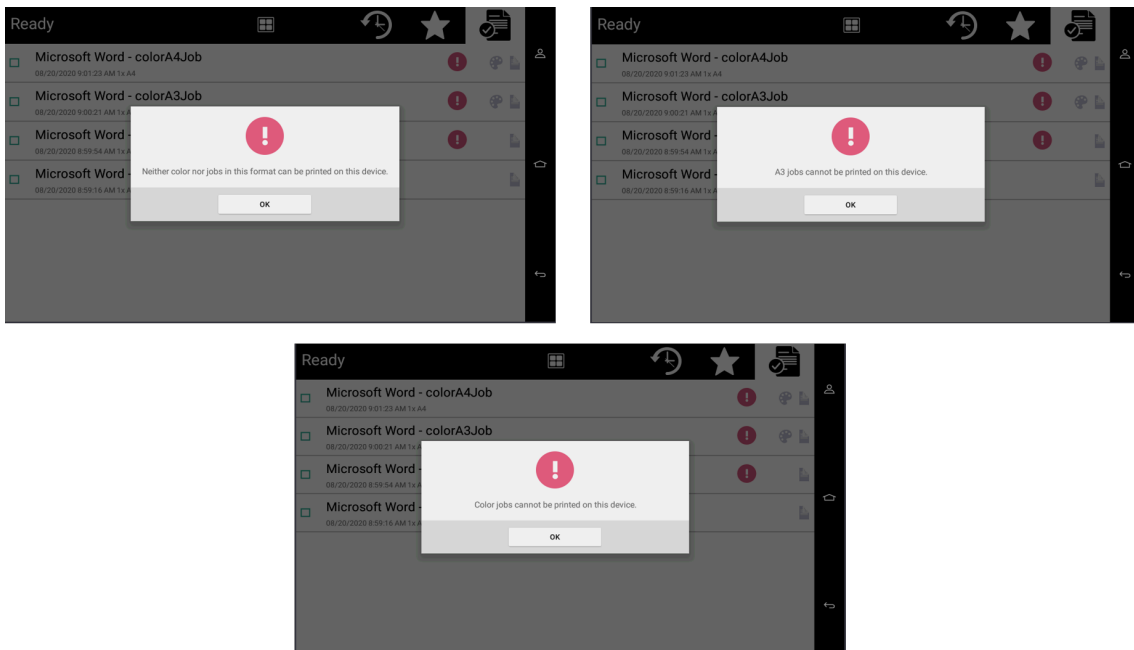 Ready
Microsoft Word - colorA4Job
08/20/2020 9:01:23 AM 1x A4
Microsoft Word - colorA3Job
08/20/2020 9:00:21 AM 1x A
Microsoft Word -
08/20/2020 8:59:54 AM 1x A
Microsoft Word -
08/20/2020 8:59:16 AM 1x A
Neither color nor jobs in this format can be printed on this device.
OK
Ready
Microsoft Word - colorA4Job
08/20/2020 9:01:23 AM 1x A4
Microsoft Word - colorA3Job
08/20/2020 9:00:21 AM 1x A
Microsoft Word -
08/20/2020 8:59:54 AM 1x A
Microsoft Word -
08/20/2020 8:59:16 AM 1x A
A3 jobs cannot be printed on this device.
OK
Ready
Microsoft Word - colorA4Job
08/20/2020 9:01:23 AM 1x A4
Microsoft Word - colorA3Job
08/20/2020 9:00:21 AM 1x A
Microsoft Word -
08/20/2020 8:59:54 AM 1x A
Microsoft Word -
08/20/2020 8:59:16 AM 1x A
Color jobs cannot be printed on this device.
OK